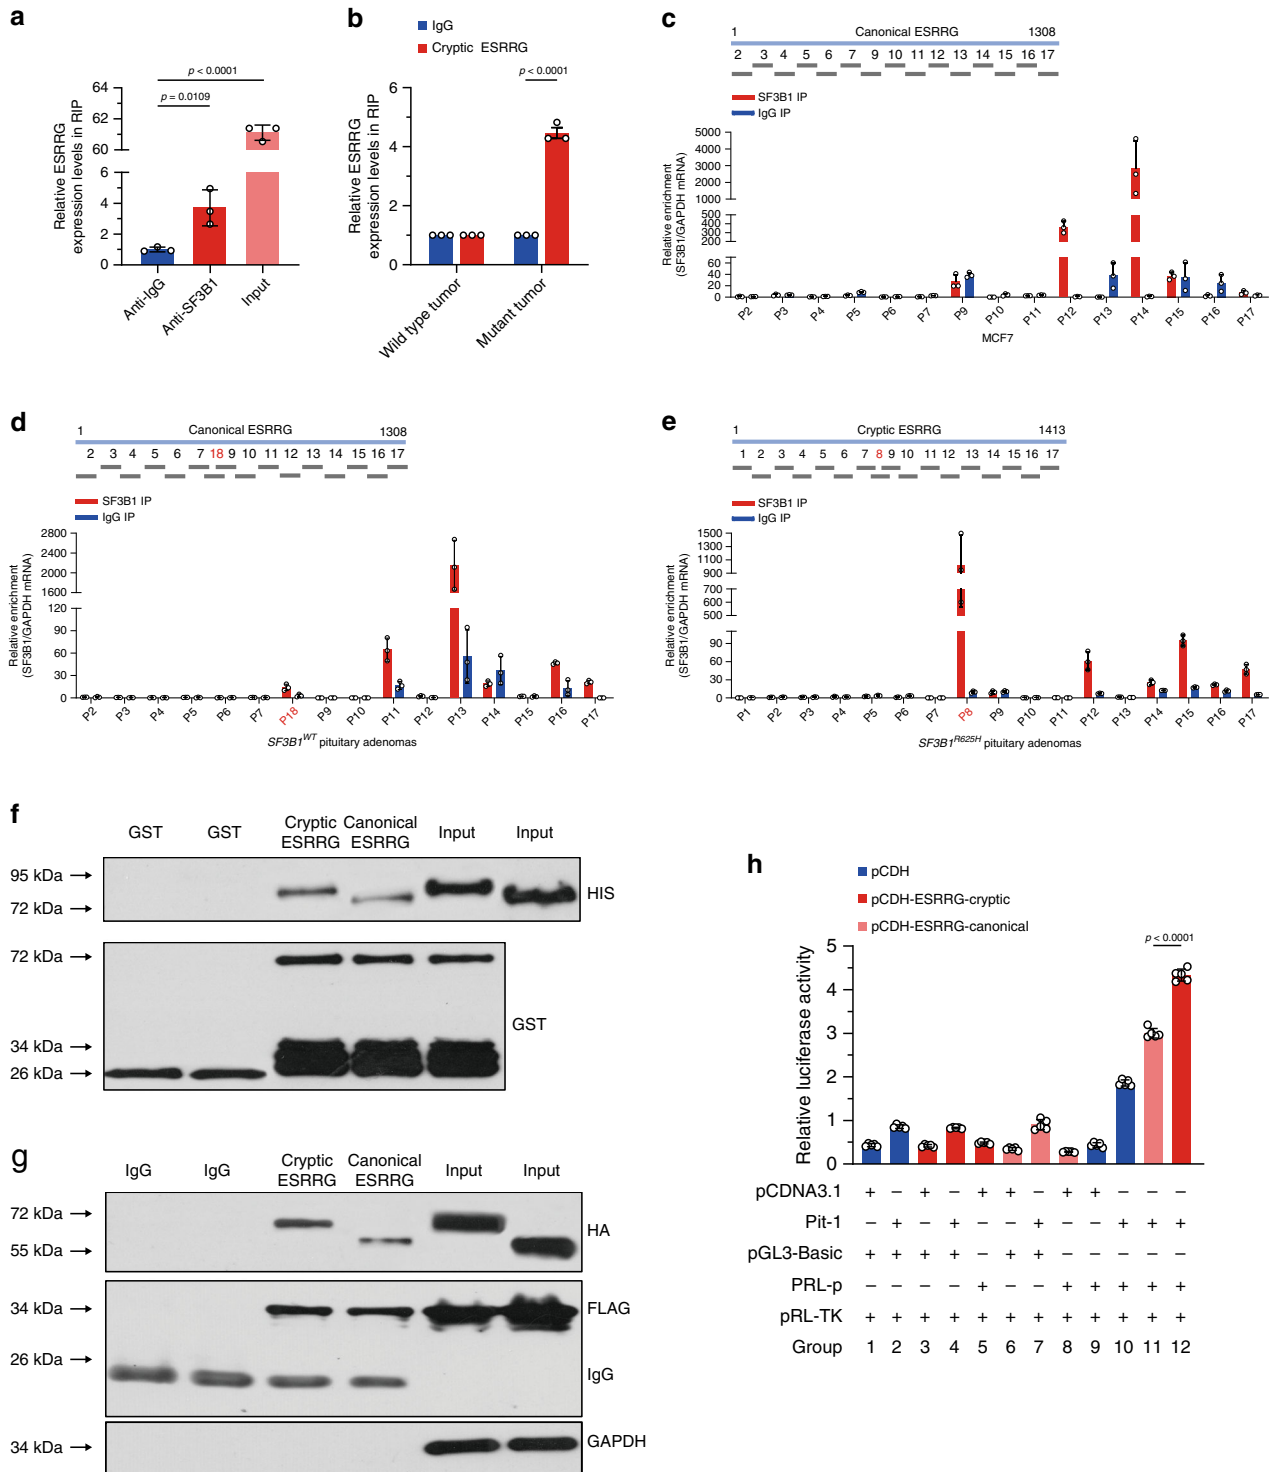 a
Relative ESRRG
expression levels in RIP
p < 0.0001
p = 0.0109
64
62
60
6
4
2
0
Anti-IgG
Anti-SF3B1
Input
b
IgG
Cryptic ESRRG
Relative ESRRG
expression levels in RIP
p < 0.0001
6
4
2
0
Wild type tumor
Mutant tumor
c
1 Canonical ESRRG 1308
2 3 4 5 6 7 8 9 10 11 12 13 14 15 16 17
SF3B1 IP
IgG IP
Relative enrichment
(SF3B1/GAPDH mRNA)
5000
4000
3000
2000
1000
500
400
300
200
60
40
20
0
P2 P3 P4 P5 P6 P7 P9 P10 P11 P12 P13 P14 P15 P16 P17
MCF7
d
1 Canonical ESRRG 1308
2 3 4 5 6 7 18 9 10 11 12 13 14 15 16 17
SF3B1 IP
IgG IP
Relative enrichment
(SF3B1/GAPDH mRNA)
2800
2400
2000
1600
120
90
60
30
0
P2 P3 P4 P5 P6 P7 P18 P9 P10 P11 P12 P13 P14 P15 P16 P17
SF3B1WT pituitary adenomas
e
1 Cryptic ESRRG 1413
1 2 3 4 5 6 7 8 9 10 11 12 13 14 15 16 17
SF3B1 IP
IgG IP
Relative enrichment
(SF3B1/GAPDH mRNA)
1500
1300
1100
900
700
600
500
90
60
30
0
P1 P2 P3 P4 P5 P6 P7 P8 P9 P10 P11 P12 P13 P14 P15 P16 P17
SF3B1R625H pituitary adenomas
f
GST GST Cryptic ESRRG Canonical ESRRG Input Input
95 kDa
72 kDa
HIS
72 kDa
34 kDa
26 kDa
GST
g
IgG IgG Cryptic ESRRG Canonical ESRRG Input Input
72 kDa
55 kDa
HA
34 kDa
FLAG
26 kDa
IgG
34 kDa
GAPDH
h
pCDH
pCDH-ESRRG-cryptic
pCDH-ESRRG-canonical
p < 0.0001
Relative luciferase activity
5
4
3
2
1
0
pCDNA3.1 + − + − + + − + + − − −
Pit-1 − + − + − − + − − + + +
pGL3-Basic + + + + − + + − − − − −
PRL-p − − − − + − − + + + + +
pRL-TK + + + + + + + + + + + +
Group 1 2 3 4 5 6 7 8 9 10 11 12